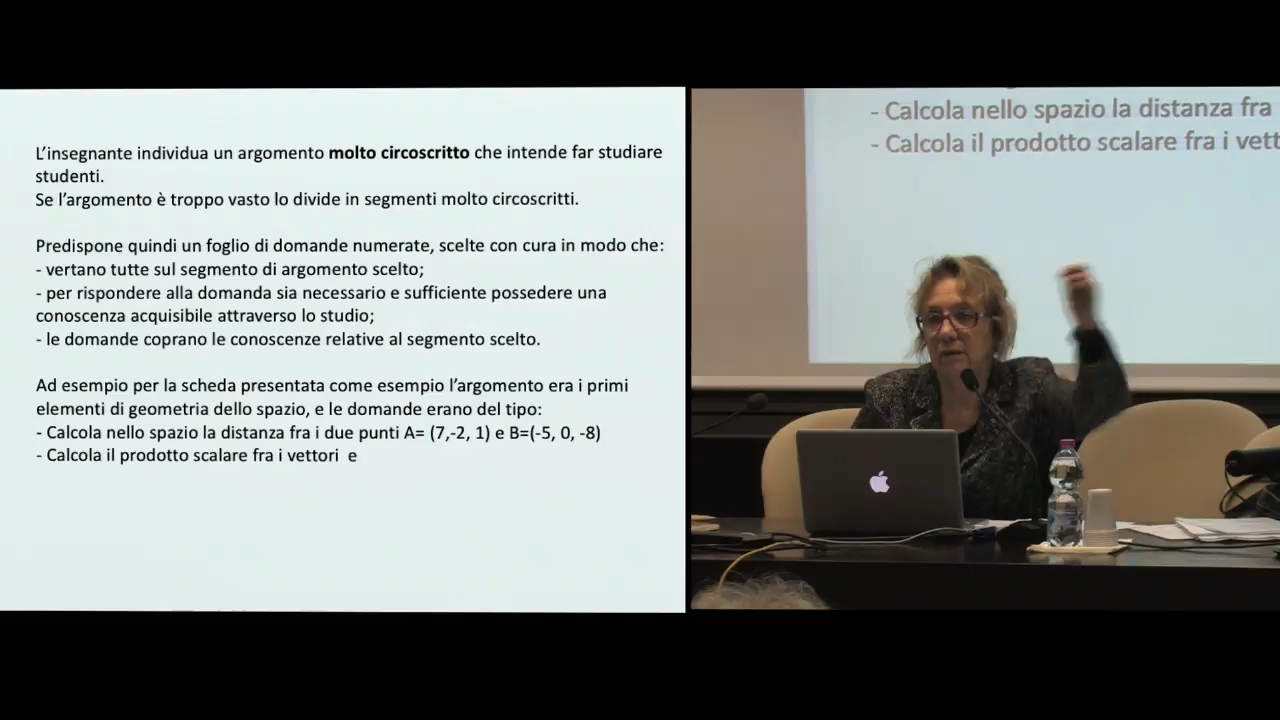 L'insegnante individua un argomento molto circoscritto che intende far studiare
studenti.
Se l'argomento è troppo vasto lo divide in segmenti molto circoscritti.
Predispone quindi un foglio di domande numerate, scelte con cura in modo che:
- vertano tutte sul segmento di argomento scelto;
- per rispondere alla domanda sia necessario e sufficiente possedere una
conoscenza acquisibile attraverso lo studio;
- le domande coprano le conoscenze relative al segmento scelto.
Ad esempio per la scheda presentata come esempio l'argomento era i primi
elementi di geometria dello spazio, e le domande erano del tipo:
- Calcola nello spazio la distanza fra i due punti A= (7,-2, 1) e B=(-5, 0, -8)
- Calcola il prodotto scalare fra i vettori e
- Calcola nello spazio la distanza fra
- Calcola il prodotto scalare fra i vett